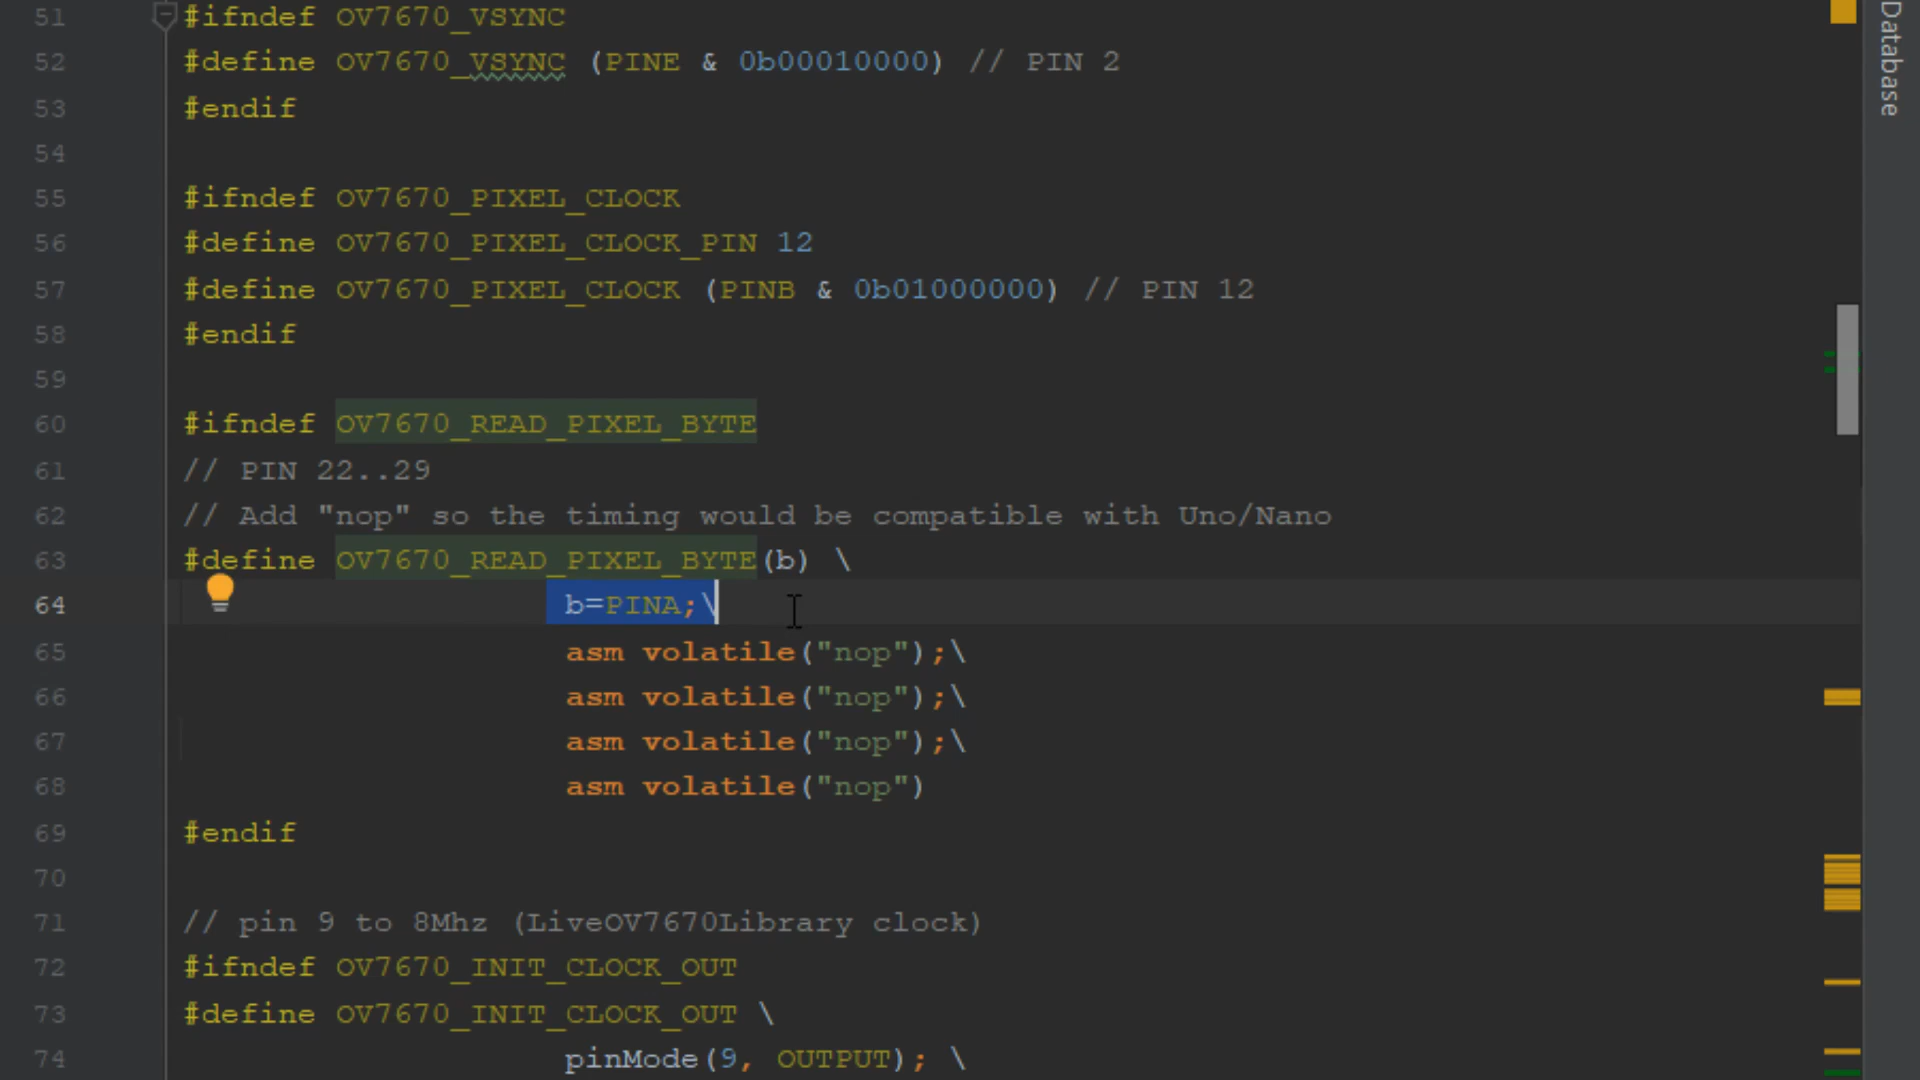 51 #ifndef OV7670_VSYNC
52 #define OV7670_VSYNC (PINE & 0b00010000) // PIN 2
53 #endif
54
55 #ifndef OV7670_PIXEL_CLOCK
56 #define OV7670_PIXEL_CLOCK_PIN 12
57 #define OV7670_PIXEL_CLOCK (PINB & 0b01000000) // PIN 12
58 #endif
59
60 #ifndef OV7670_READ_PIXEL_BYTE
61 // PIN 22..29
62 // Add "nop" so the timing would be compatible with Uno/Nano
63 #define OV7670_READ_PIXEL_BYTE(b) \
64 b=PINA;\
65 asm volatile("nop");\
66 asm volatile("nop");\
67 asm volatile("nop");\
68 asm volatile("nop")
69 #endif
70
71 // pin 9 to 8Mhz (LiveOV7670Library clock)
72 #ifndef OV7670_INIT_CLOCK_OUT
73 #define OV7670_INIT_CLOCK_OUT \
74 pinMode(9, OUTPUT); \
Database